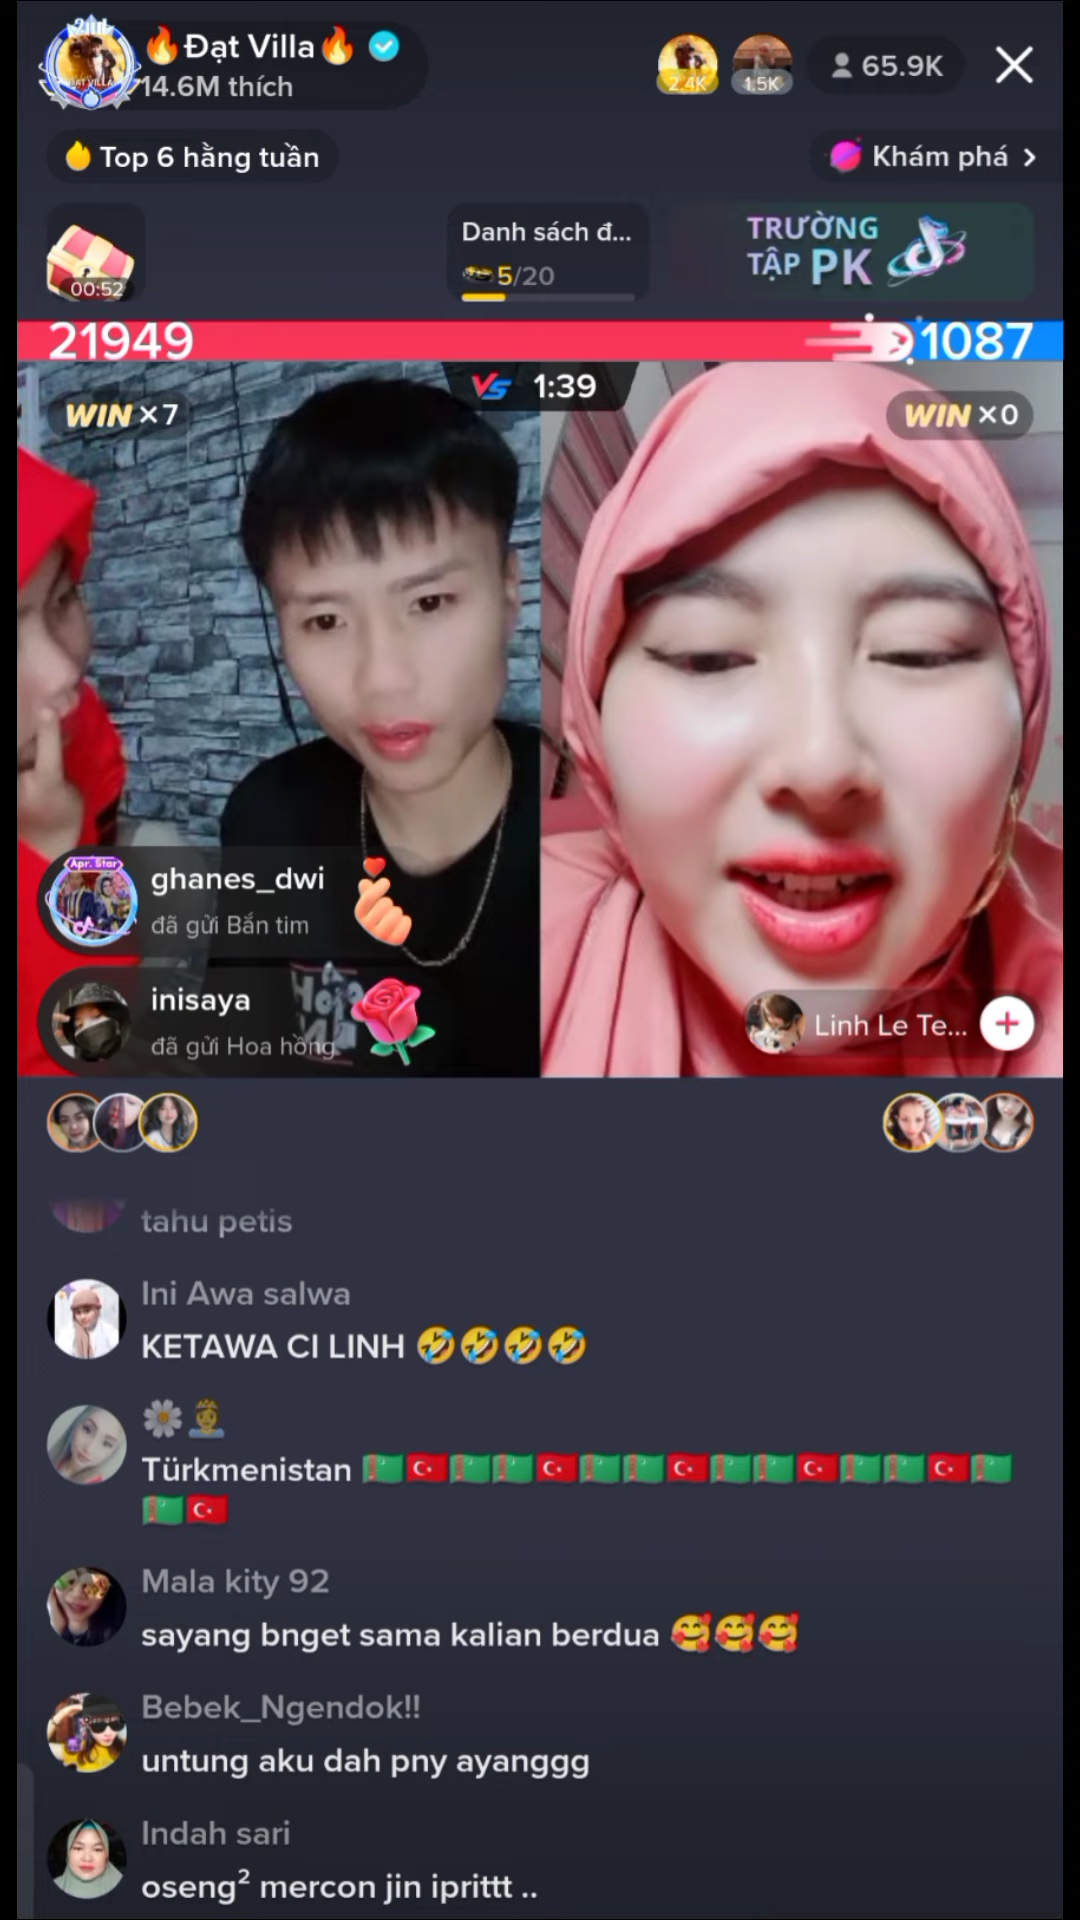 🔥Đạt Villa🔥
14.6M thích
2.4K
1.5K
65.9K
Top 6 hằng tuần
Khám phá >
00:52
Danh sách đ...
5/20
TRƯỜNG
TẬP PK
21949
1087
VS 1:39
WIN ×7
WIN ×0
Apr. Star
ghanes_dwi
đã gửi Bắn tim
inisaya
đã gửi Hoa hồng
Linh Le Te...
tahu petis
Ini Awa salwa
KETAWA CI LINH 🤣🤣🤣🤣
🌼👸
Türkmenistan 🇹🇲🇹🇷🇹🇲🇹🇲🇹🇷🇹🇲🇹🇲🇹🇷🇹🇲🇹🇲🇹🇷🇹🇲🇹🇲🇹🇷🇹🇲
🇹🇲🇹🇷
Mala kity 92
sayang bnget sama kalian berdua 🥰🥰🥰
Bebek_Ngendok!!
untung aku dah pny ayanggg
Indah sari
oseng² mercon jin iprittt ..